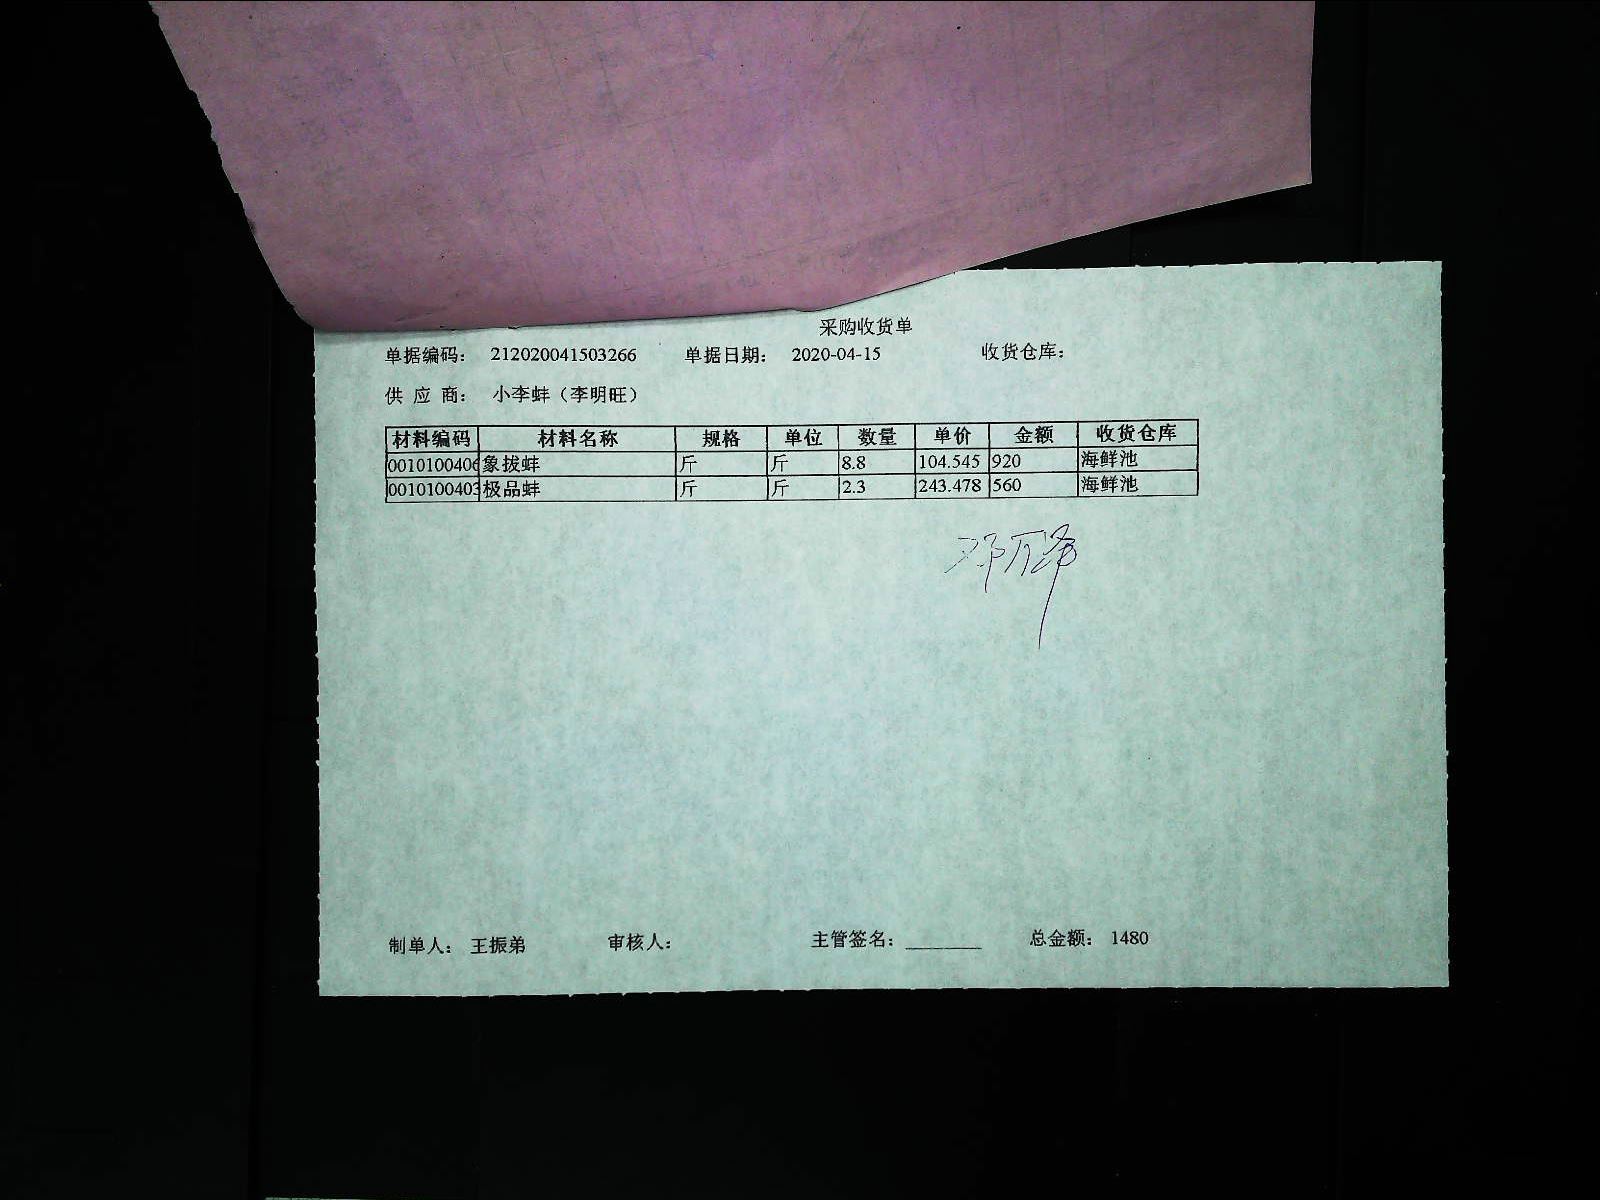 采购收货单
单据编码： 212020041503266 单据日期： 2020-04-15 收货仓库：
供 应 商： 小李蚌（李明旺）
材料编码 材料名称 规格 单位 数量 单价 金额 收货仓库
0010100406 象拔蚌 斤 斤 8.8 104.545 920 海鲜池
0010100403 极品蚌 斤 斤 2.3 243.478 560 海鲜池
制单人： 王振弟 审核人： 主管签名：________ 总金额： 1480